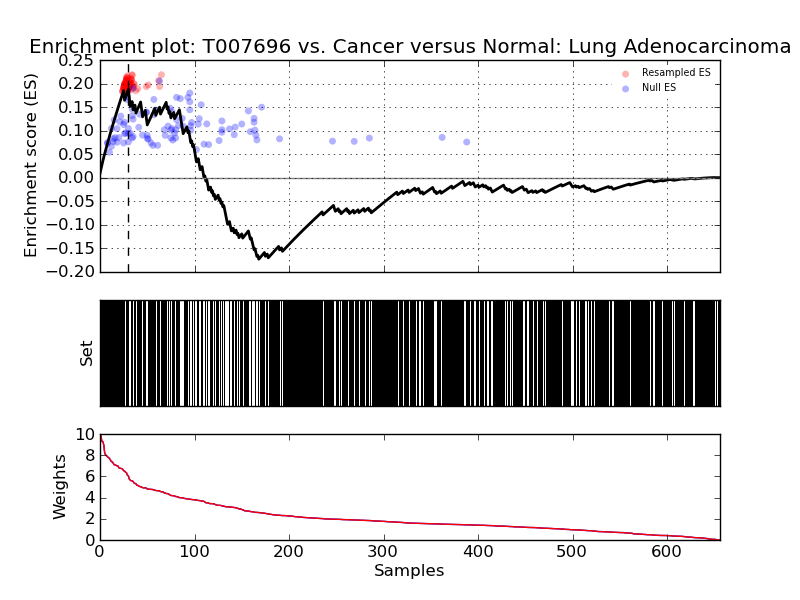 Enrichment plot: T007696 vs. Cancer versus Normal: Lung Adenocarcinoma
Enrichment score (ES)
0.25
0.20
0.15
0.10
0.05
0.00
−0.05
−0.10
−0.15
−0.20
Resampled ES
Null ES
Set
Weights
10
8
6
4
2
0
0 100 200 300 400 500 600
Samples